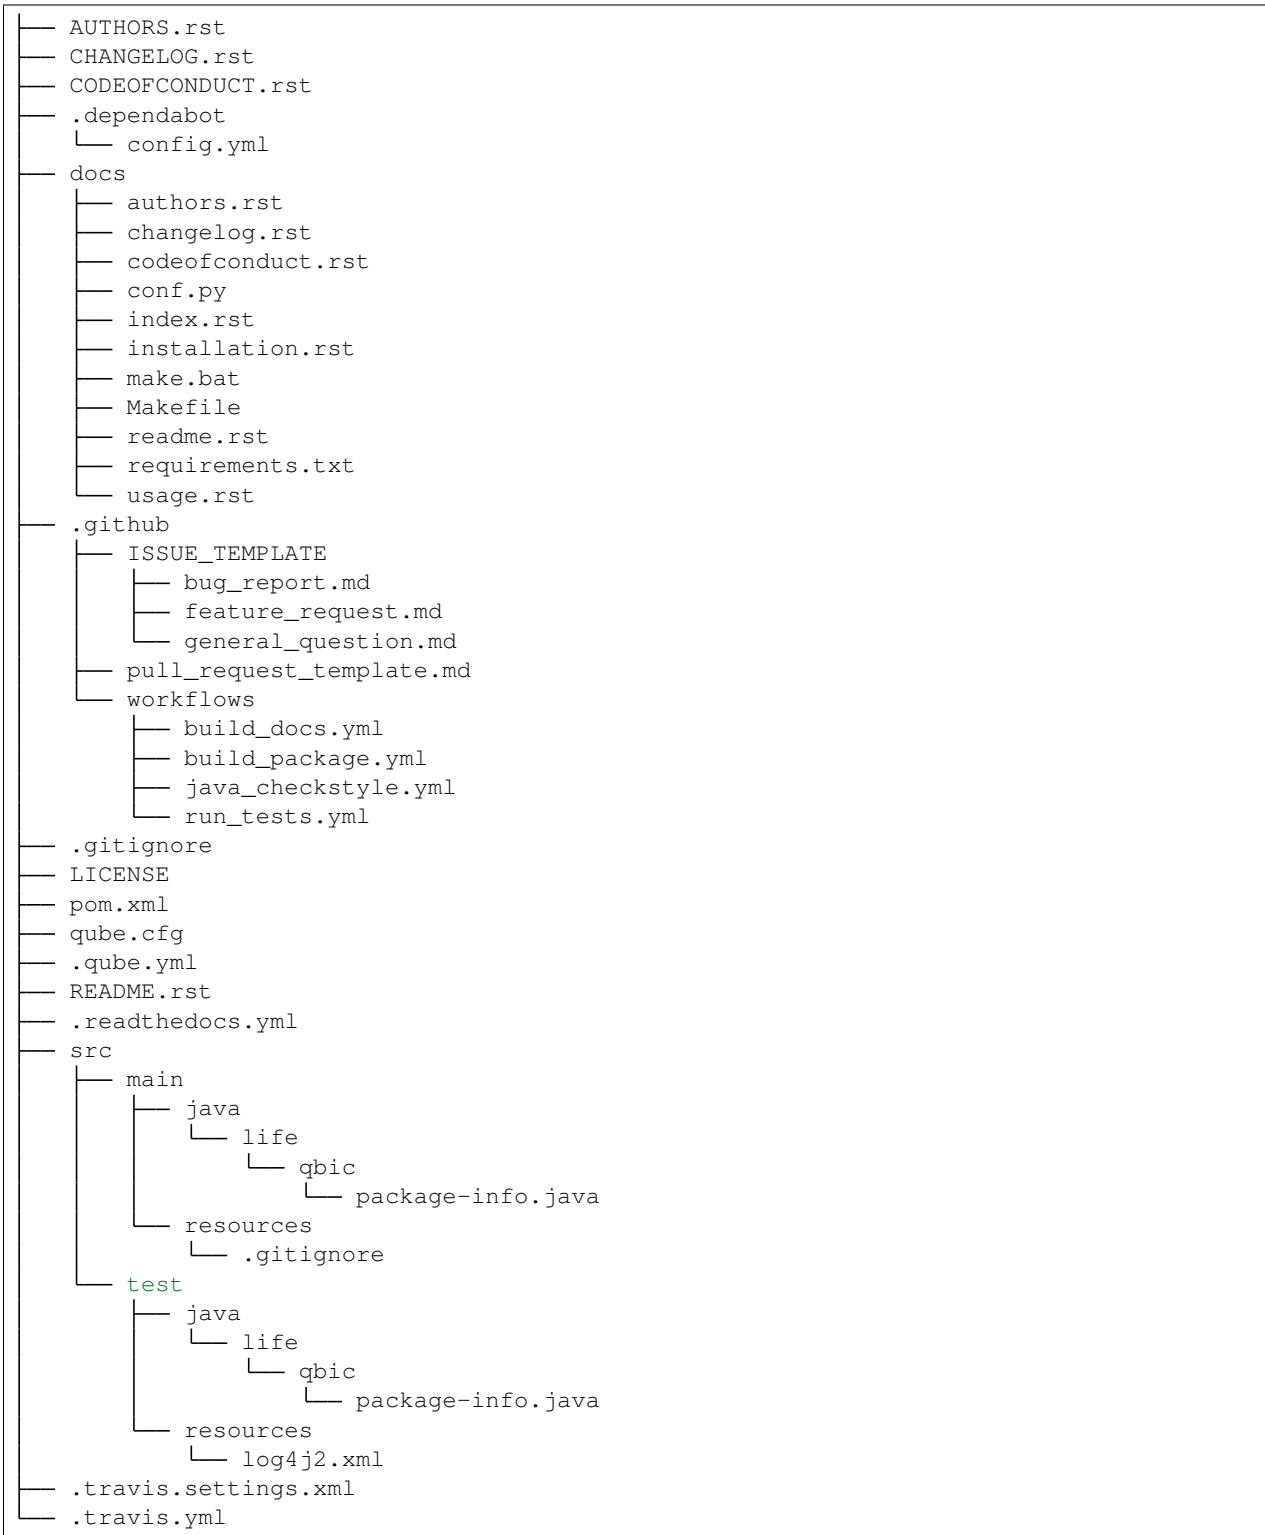 ├── AUTHORS.rst
├── CHANGELOG.rst
├── CODEOFCONDUCT.rst
├── .dependabot
│   └── config.yml
├── docs
│   ├── authors.rst
│   ├── changelog.rst
│   ├── codeofconduct.rst
│   ├── conf.py
│   ├── index.rst
│   ├── installation.rst
│   ├── make.bat
│   ├── Makefile
│   ├── readme.rst
│   ├── requirements.txt
│   └── usage.rst
├── .github
│   ├── ISSUE_TEMPLATE
│   │   ├── bug_report.md
│   │   ├── feature_request.md
│   │   └── general_question.md
│   ├── pull_request_template.md
│   └── workflows
│       ├── build_docs.yml
│       ├── build_package.yml
│       ├── java_checkstyle.yml
│       └── run_tests.yml
├── .gitignore
├── LICENSE
├── pom.xml
├── qube.cfg
├── .qube.yml
├── README.rst
├── .readthedocs.yml
├── src
│   ├── main
│   │   ├── java
│   │   │   └── life
│   │   │       └── qbic
│   │   │           └── package-info.java
│   │   └── resources
│   │       └── .gitignore
│   └── test
│       ├── java
│       │   └── life
│       │       └── qbic
│       │           └── package-info.java
│       └── resources
│           └── log4j2.xml
├── .travis.settings.xml
└── .travis.yml